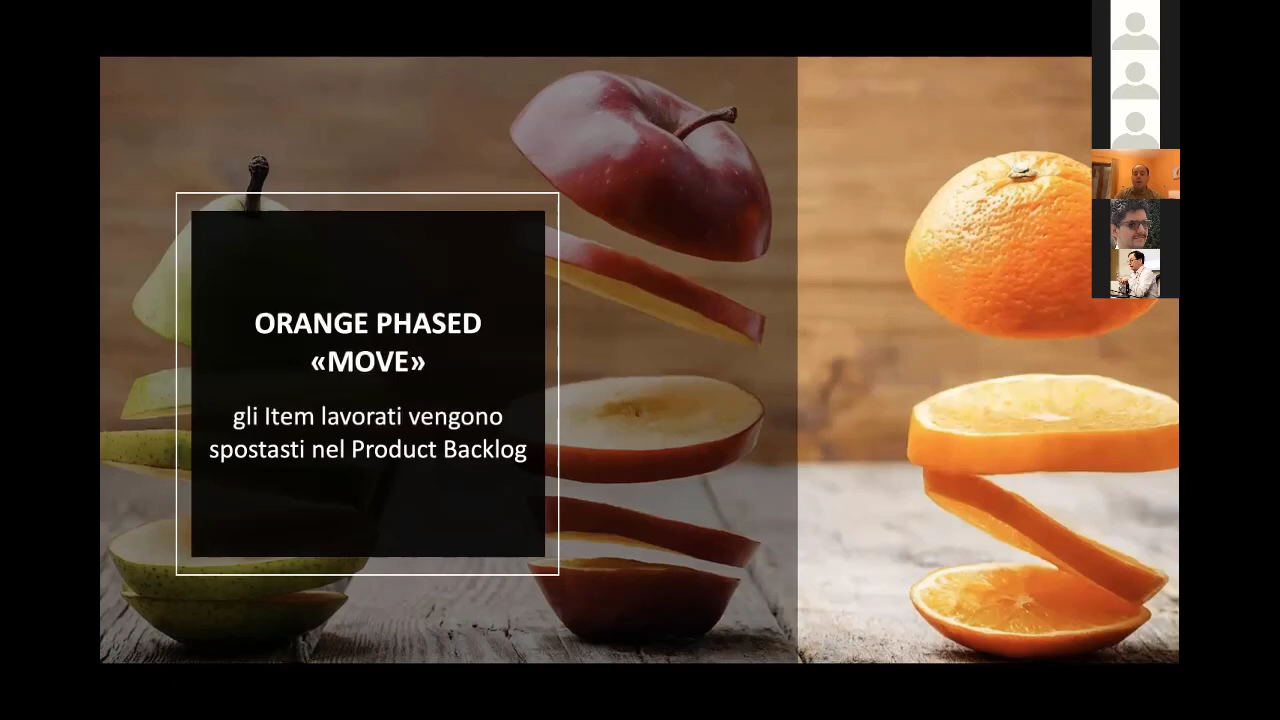 ORANGE PHASED
«MOVE»
gli Item lavorati vengono
spostasti nel Product Backlog